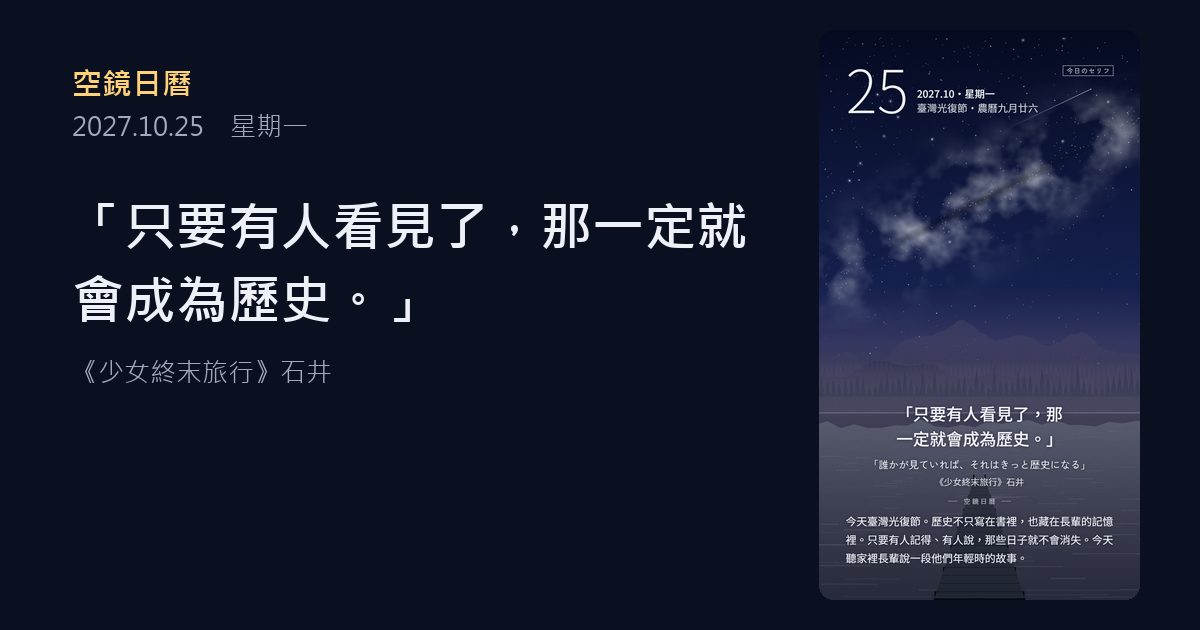 空鏡日曆
2027.10.25　星期一
「只要有人看見了，那一定就
會成為歷史。」
《少女終末旅行》石井
25
2027.10・星期一
臺灣光復節・農曆九月廿六
今日のセリフ
「只要有人看見了，那
一定就會成為歷史。」
「誰かが見ていれば、それはきっと歴史になる」
《少女終末旅行》石井
— 空鏡日曆 —
今天臺灣光復節。歷史不只寫在書裡，也藏在長輩的記憶
裡。只要有人記得、有人說，那些日子就不會消失。今天
聽家裡長輩說一段他們年輕時的故事。